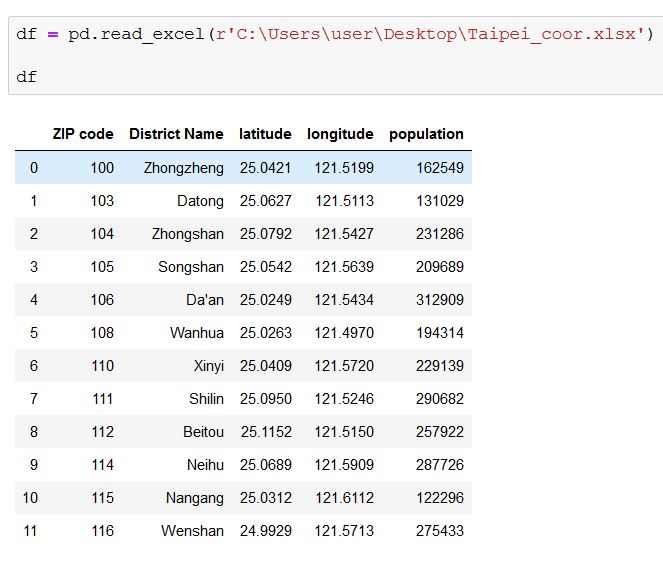 df = pd.read_excel(r'C:\Users\user\Desktop\Taipei_coor.xlsx')
df
ZIP code District Name latitude longitude population
0 100 Zhongzheng 25.0421 121.5199 162549
1 103 Datong 25.0627 121.5113 131029
2 104 Zhongshan 25.0792 121.5427 231286
3 105 Songshan 25.0542 121.5639 209689
4 106 Da'an 25.0249 121.5434 312909
5 108 Wanhua 25.0263 121.4970 194314
6 110 Xinyi 25.0409 121.5720 229139
7 111 Shilin 25.0950 121.5246 290682
8 112 Beitou 25.1152 121.5150 257922
9 114 Neihu 25.0689 121.5909 287726
10 115 Nangang 25.0312 121.6112 122296
11 116 Wenshan 24.9929 121.5713 275433